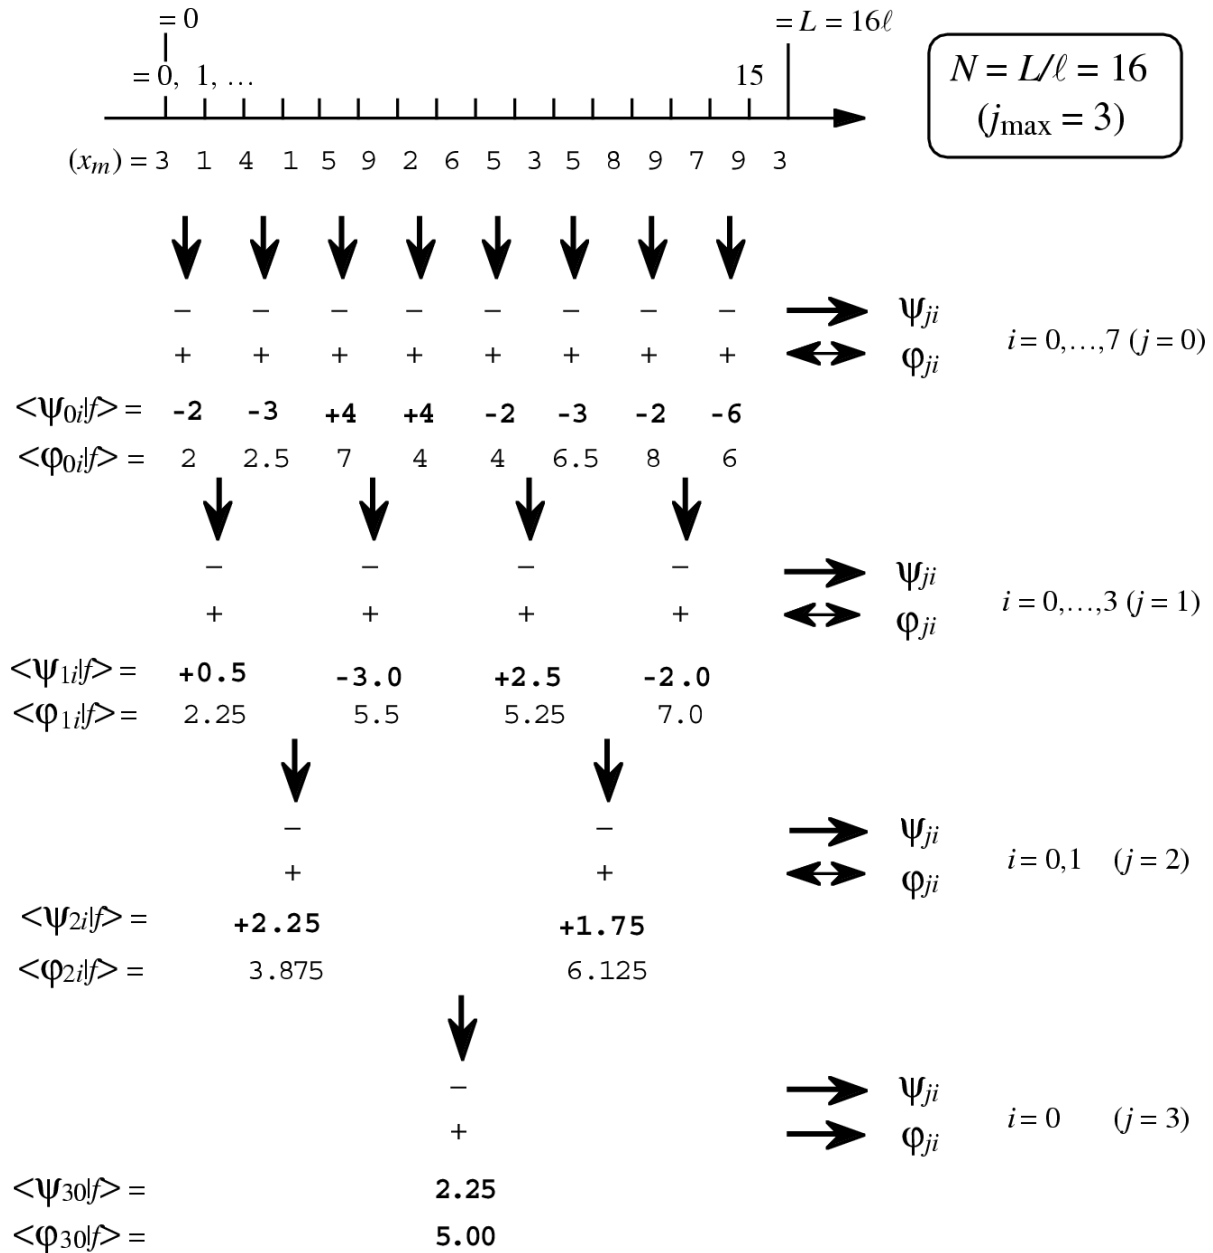 = 0
= L = 16ℓ
= 0, 1, … 15
N = L/ℓ = 16
(jmax = 3)
(xm) = 3 1 4 1 5 9 2 6 5 3 5 8 9 7 9 3
− − − − − − − − ψji
+ + + + + + + + φji
i = 0,…,7 (j = 0)
<ψ0i|f> = -2 -3 +4 +4 -2 -3 -2 -6
<φ0i|f> = 2 2.5 7 4 4 6.5 8 6
− − − − ψji
+ + + + φji
i = 0,…,3 (j = 1)
<ψ1i|f> = +0.5 -3.0 +2.5 -2.0
<φ1i|f> = 2.25 5.5 5.25 7.0
− − ψji
+ + φji
i = 0,1 (j = 2)
<ψ2i|f> = +2.25 +1.75
<φ2i|f> = 3.875 6.125
− ψji
+ φji
i = 0 (j = 3)
<ψ30|f> = 2.25
<φ30|f> = 5.00